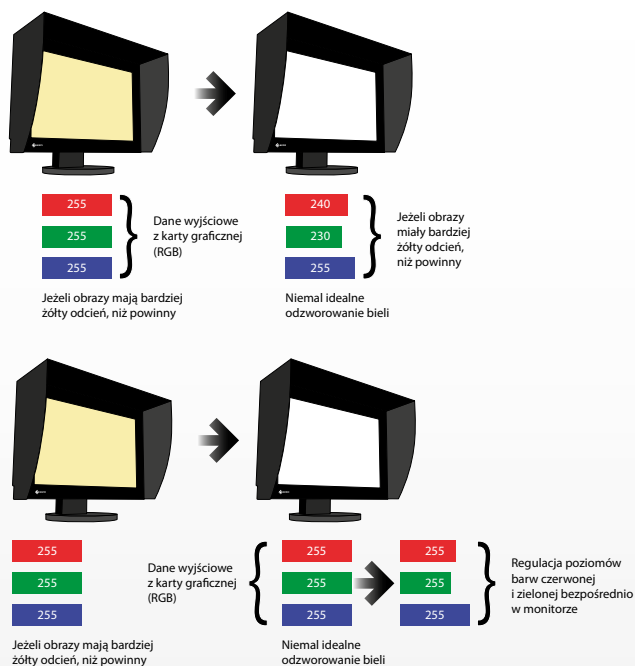 255
255
255
Dane wyjściowe
z karty graficznej
(RGB)
Jeżeli obrazy mają bardziej
żółty odcień, niż powinny
240
230
255
Jeżeli obrazy
miały bardziej
żółty odcień,
niż powinny
Niemal idealne
odzworowanie bieli
255
255
255
Jeżeli obrazy mają bardziej
żółty odcień, niż powinny
Dane wyjściowe
z karty graficznej
(RGB)
255
255
255
Niemal idealne
odzworowanie bieli
255
255
255
Regulacja poziomów
barw czerwonej
i zielonej bezpośrednio
w monitorze